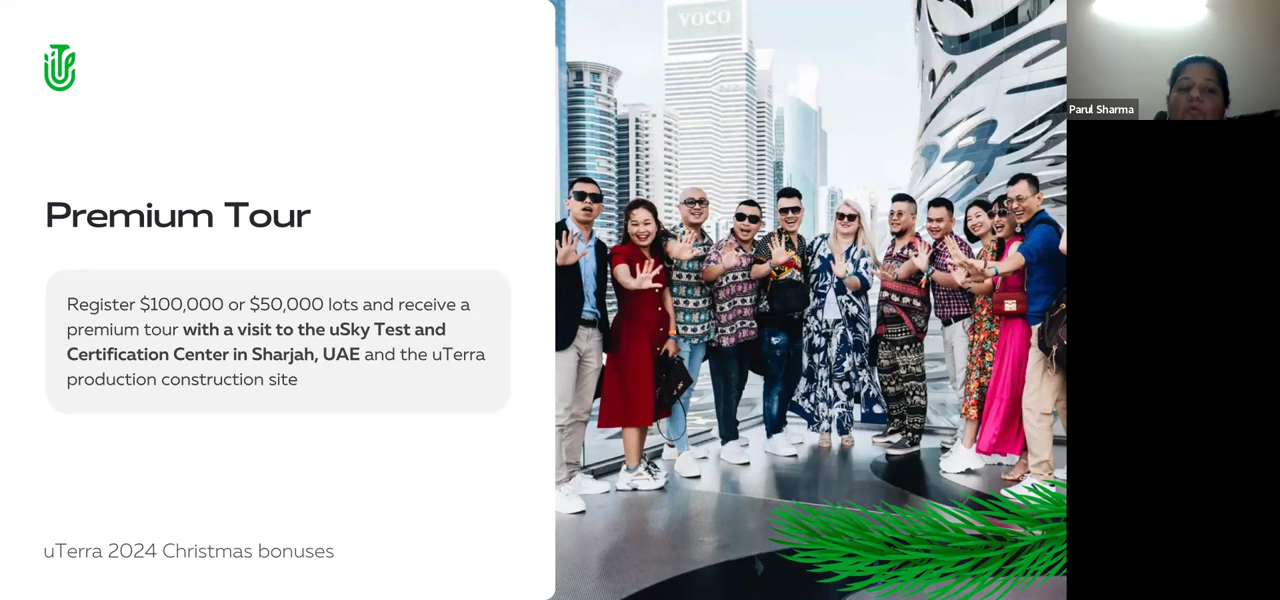 Premium Tour
Register $100,000 or $50,000 lots and receive a
premium tour with a visit to the uSky Test and
Certification Center in Sharjah, UAE and the uTerra
production construction site
uTerra 2024 Christmas bonuses
VOCO
Parul Sharma